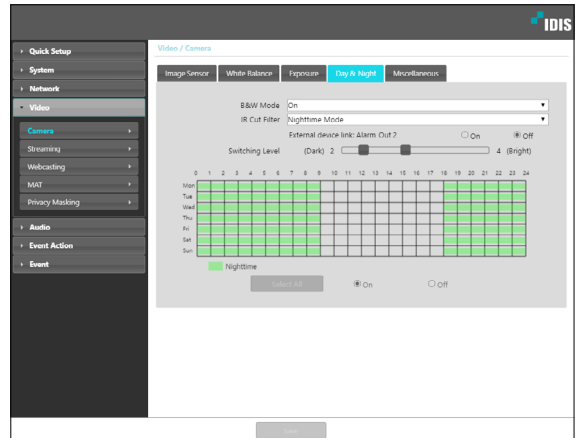 IDIS
Quick Setup
System
Network
Video
Camera
Streaming
Webcasting
MAT
Privacy Masking
Audio
Event Action
Event
Video / Camera
Image Sensor White Balance Exposure Day & Night Miscellaneous
B&W Mode On
IR Cut Filter Nighttime Mode
External device link: Alarm Out 2 On Off
Switching Level (Dark) 2 4 (Bright)
0 1 2 3 4 5 6 7 8 9 10 11 12 13 14 15 16 17 18 19 20 21 22 23 24
Mon
Tue
Wed
Thu
Fri
Sat
Sun
Nighttime
Select All On Off
Save